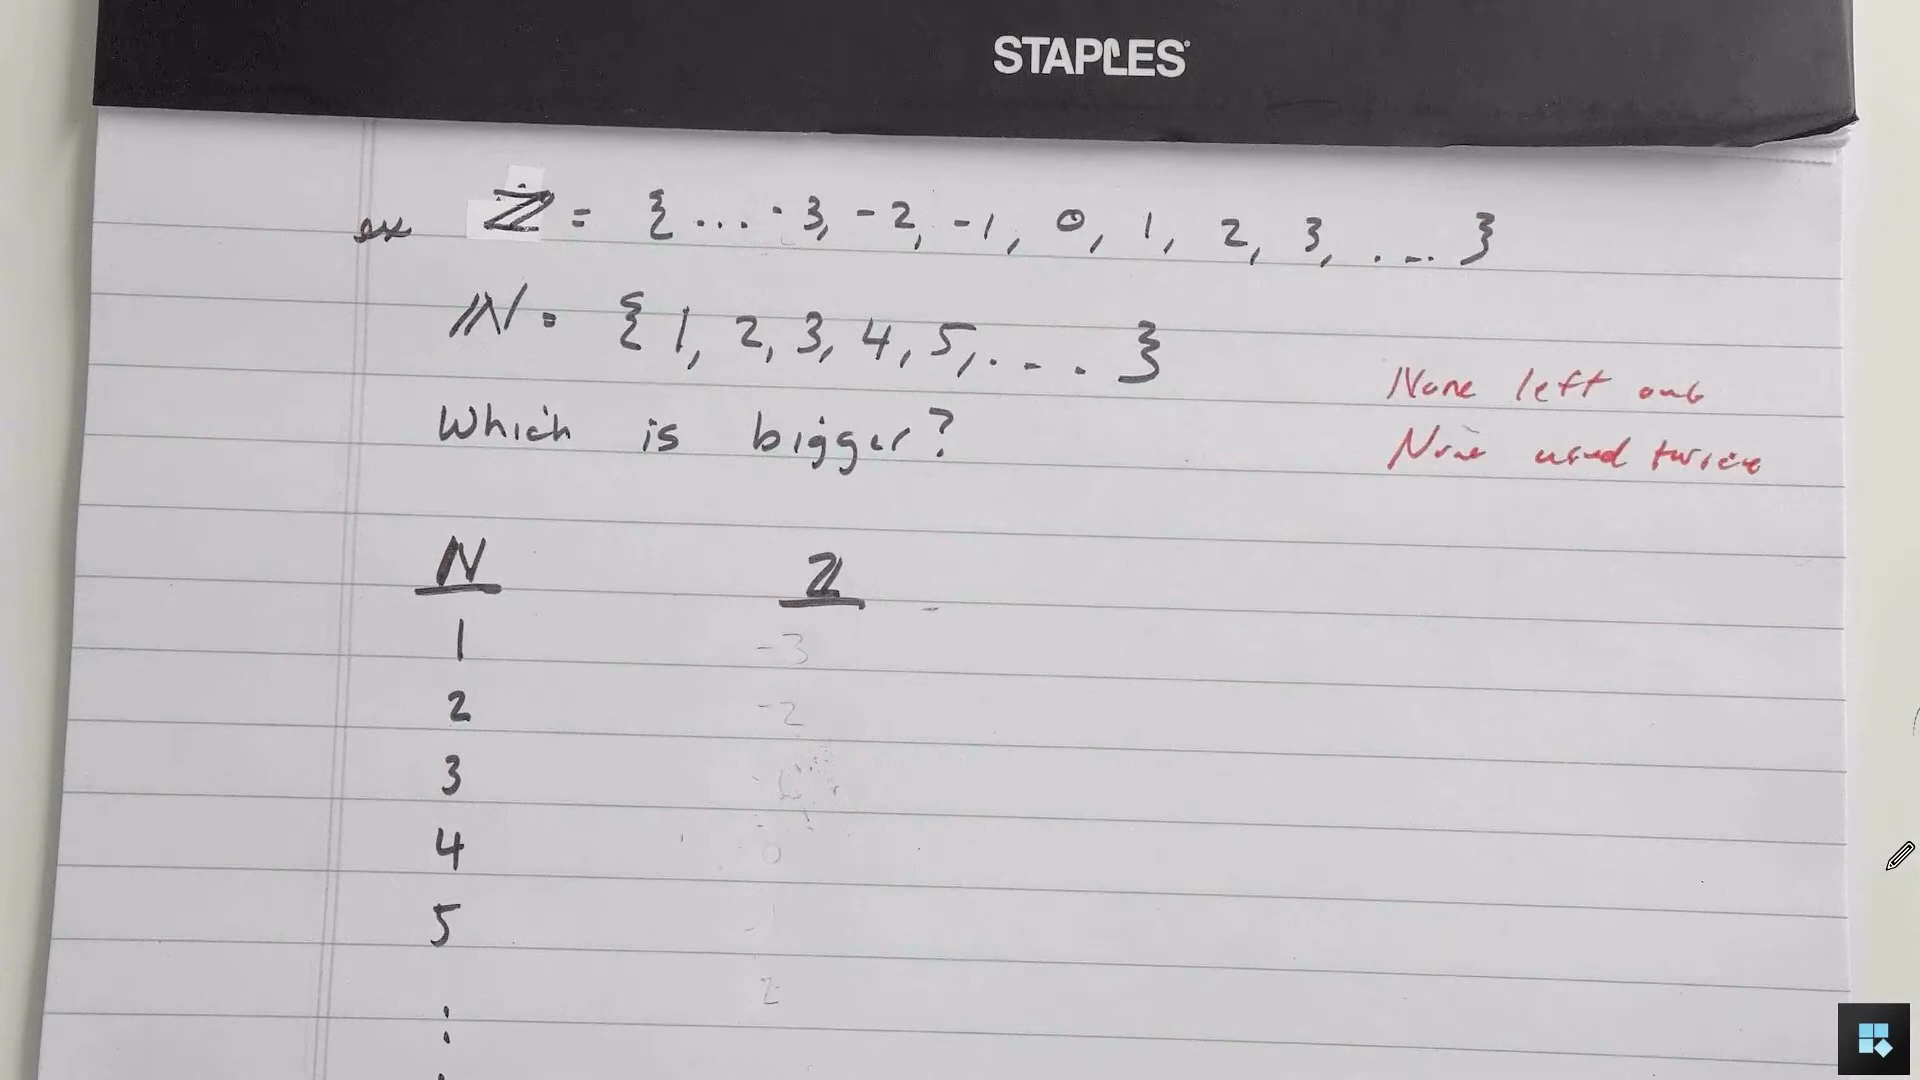 STAPLES
ex ℤ = { ... -3, -2, -1, 0, 1, 2, 3, ... }
ℕ = { 1, 2, 3, 4, 5, ... }
None left out
Which is bigger?
None used twice
N ℤ
1 -3
2 -2
3
4 0
5
2
⋮